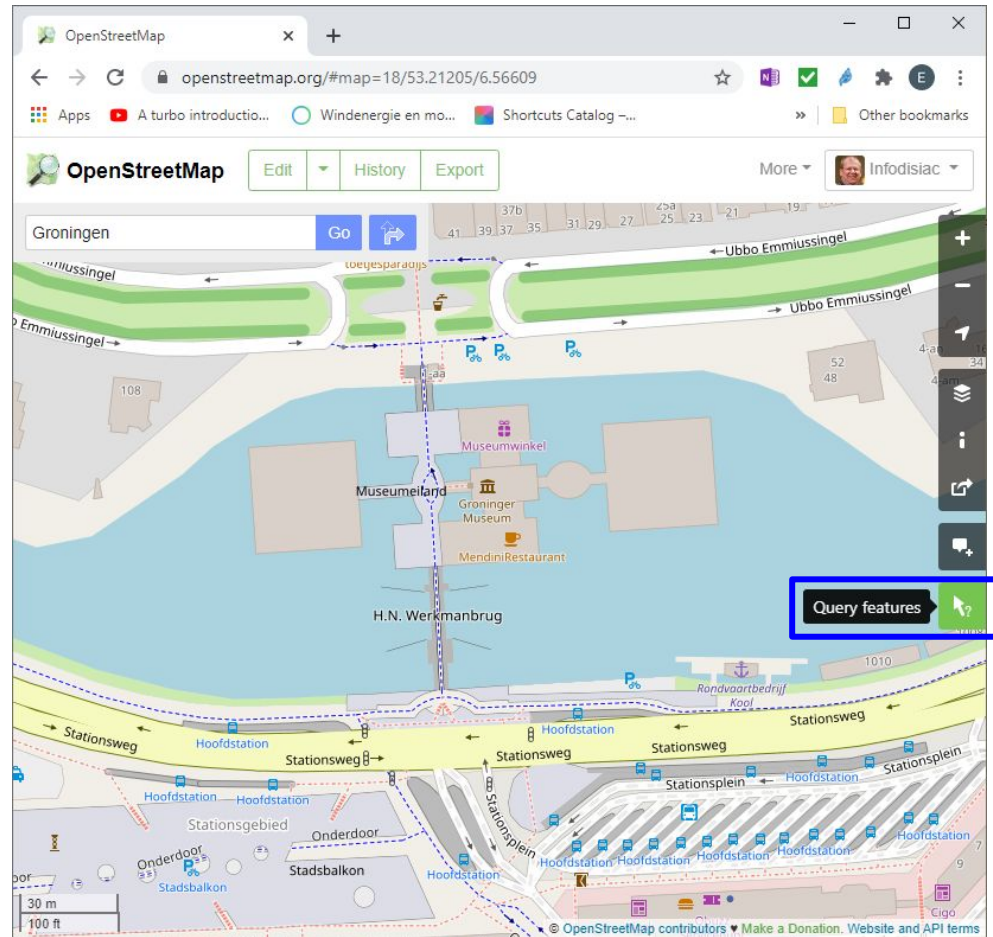 OpenStreetMap
openstreetmap.org/#map=18/53.21205/6.56609
E
Apps
A turbo introductio...
Windenergie en mo...
Shortcuts Catalog –...
»
Other bookmarks
OpenStreetMap
Edit
History
Export
More
Infodisiac
Groningen
Go
37b
25a
41 39 37 35 31 29 27 25 23 21 19
Ubbo Emmiussingel
toetjesparadijs
Ubbo Emmiussingel
Emmiussingel
108
52
48
34
Museumwinkel
Museumeiland
Groninger
Museum
MendiniRestaurant
Query features
H.N. Werkmanbrug
1010
Rondvaartbedrijf
Kool
Stationsweg
Stationsweg
Hoofdstation
Hoofdstation
Stationsweg
Stationsweg
Stationsweg
Stationsplein
Stationsplein
Hoofdstation
Hoofdstation
Hoofdstation
Stationsgebied
Stationsplein
Onderdoor
Hoofdstation
Onderdoor
Hoofdstation
Hoofdstation
Hoofdstation
Hoofdstation
Stadsbalkon
Hoofdstation
Stadsbalkon
7
9
Cigo
30 m
100 ft
© OpenStreetMap contributors ♥ Make a Donation. Website and API terms